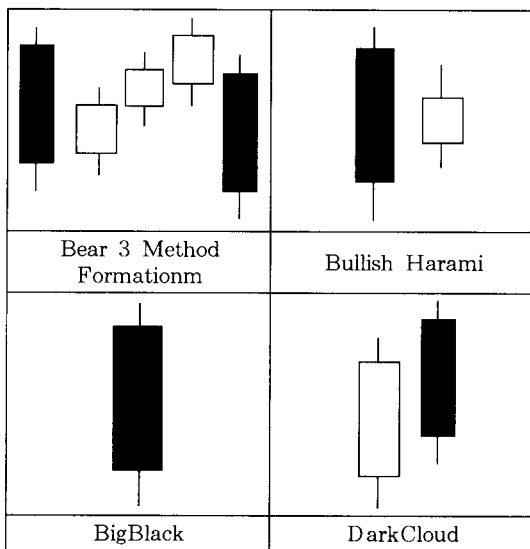 Bear 3 Method
Formationm
Bullish Harami
BigBlack
DarkCloud